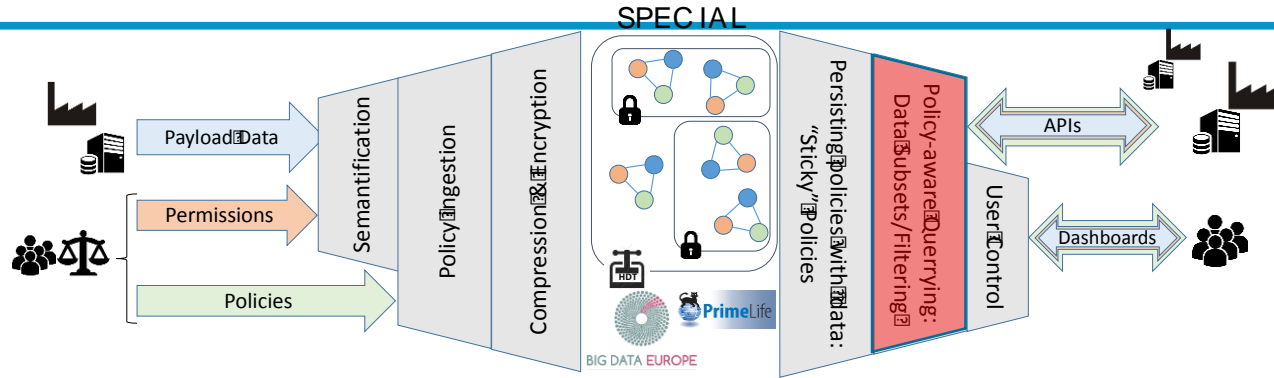 SPECIAL
Payload Data
Permissions
Policies
Semantification
Policy Ingestion
Compression & Encryption
HDT
PrimeLife
BIG DATA EUROPE
Persisting policies with data:
“Sticky” Policies
Policy-aware Querrying:
Data Subsets/Filtering
User Control
APIs
Dashboards